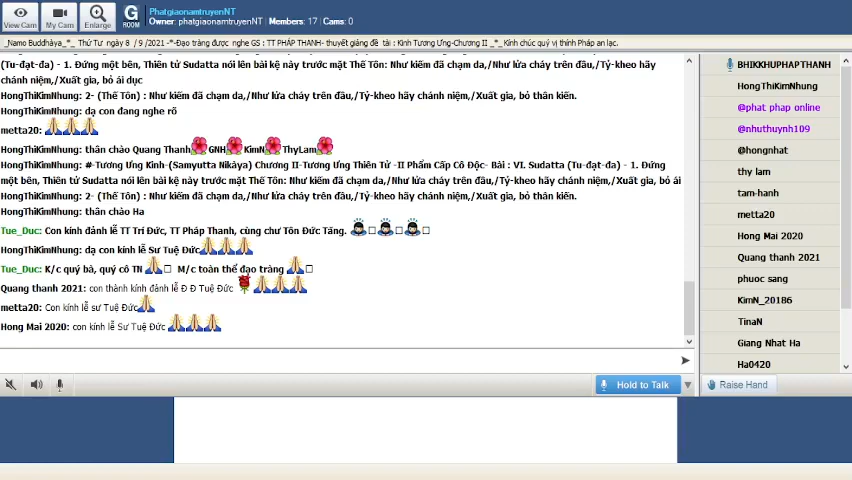 View Cam
My Cam
Enlarge
G
ROOM
PhatgiaonamtruyenNT
Owner: phatgiaonamtruyenNT | Members: 17 | Cams: 0
_Namo Buddhàya_*_ Thứ Tư ngày 8 / 9 /2021 -*-Đạo tràng được nghe GS : TT PHÁP THANH- thuyết giảng đề tài : Kinh Tương Ưng-Chương II _*_ Kính chúc quý vị thính Pháp an lạc.
(Tu-đạt-đa) - 1. Đứng một bên, Thiên tử Sudatta nói lên bài kệ này trước mặt Thế Tôn: Như kiếm đã chạm da,/Như lửa cháy trên đầu,/Tỷ-kheo hãy
chánh niệm,/Xuất gia, bỏ ái dục
HongThiKimNhung: 2- (Thế Tôn) : Như kiếm đã chạm da,/Như lửa cháy trên đầu,/Tỷ-kheo hãy chánh niệm,/Xuất gia, bỏ thân kiến.
HongThiKimNhung: dạ con đang nghe rõ
metta20:
HongThiKimNhung: thân chào Quang Thanh GNH KimN ThyLam
HongThiKimNhung: #-Tương Ưng Kinh-(Samyutta Nikàya) Chương II-Tương Ưng Thiên Tử -II Phẩm Cấp Cô Độc- Bài : VI. Sudatta (Tu-đạt-đa) - 1. Đứng
một bên, Thiên tử Sudatta nói lên bài kệ này trước mặt Thế Tôn: Như kiếm đã chạm da,/Như lửa cháy trên đầu,/Tỷ-kheo hãy chánh niệm,/Xuất gia, bỏ ái
HongThiKimNhung: 2- (Thế Tôn) : Như kiếm đã chạm da,/Như lửa cháy trên đầu,/Tỷ-kheo hãy chánh niệm,/Xuất gia, bỏ thân kiến.
HongThiKimNhung: thân chào Ha
Tue_Duc: Con kính đảnh lễ TT Trí Đức, TT Pháp Thanh, cùng chư Tôn Đức Tăng.
HongThiKimNhung: dạ con kính lễ Sư Tuệ Đức
Tue_Duc: K/c quý bà, quý cô TN M/c toàn thể đạo tràng
Quang thanh 2021: con thành kính đảnh lễ Đ Đ Tuệ Đức
metta20: Con kính lễ sư Tuệ Đức
Hong Mai 2020: con kính lễ Sư Tuệ Đức
Hold to Talk
BHIKKHUPHAPTHANH
HongThiKimNhung
@phat phap online
@nhuthuynh109
@hongnhat
thy lam
tam-hanh
metta20
Hong Mai 2020
Quang thanh 2021
phuoc sang
KimN_20186
TinaN
Giang Nhat Ha
Ha0420
Raise Hand